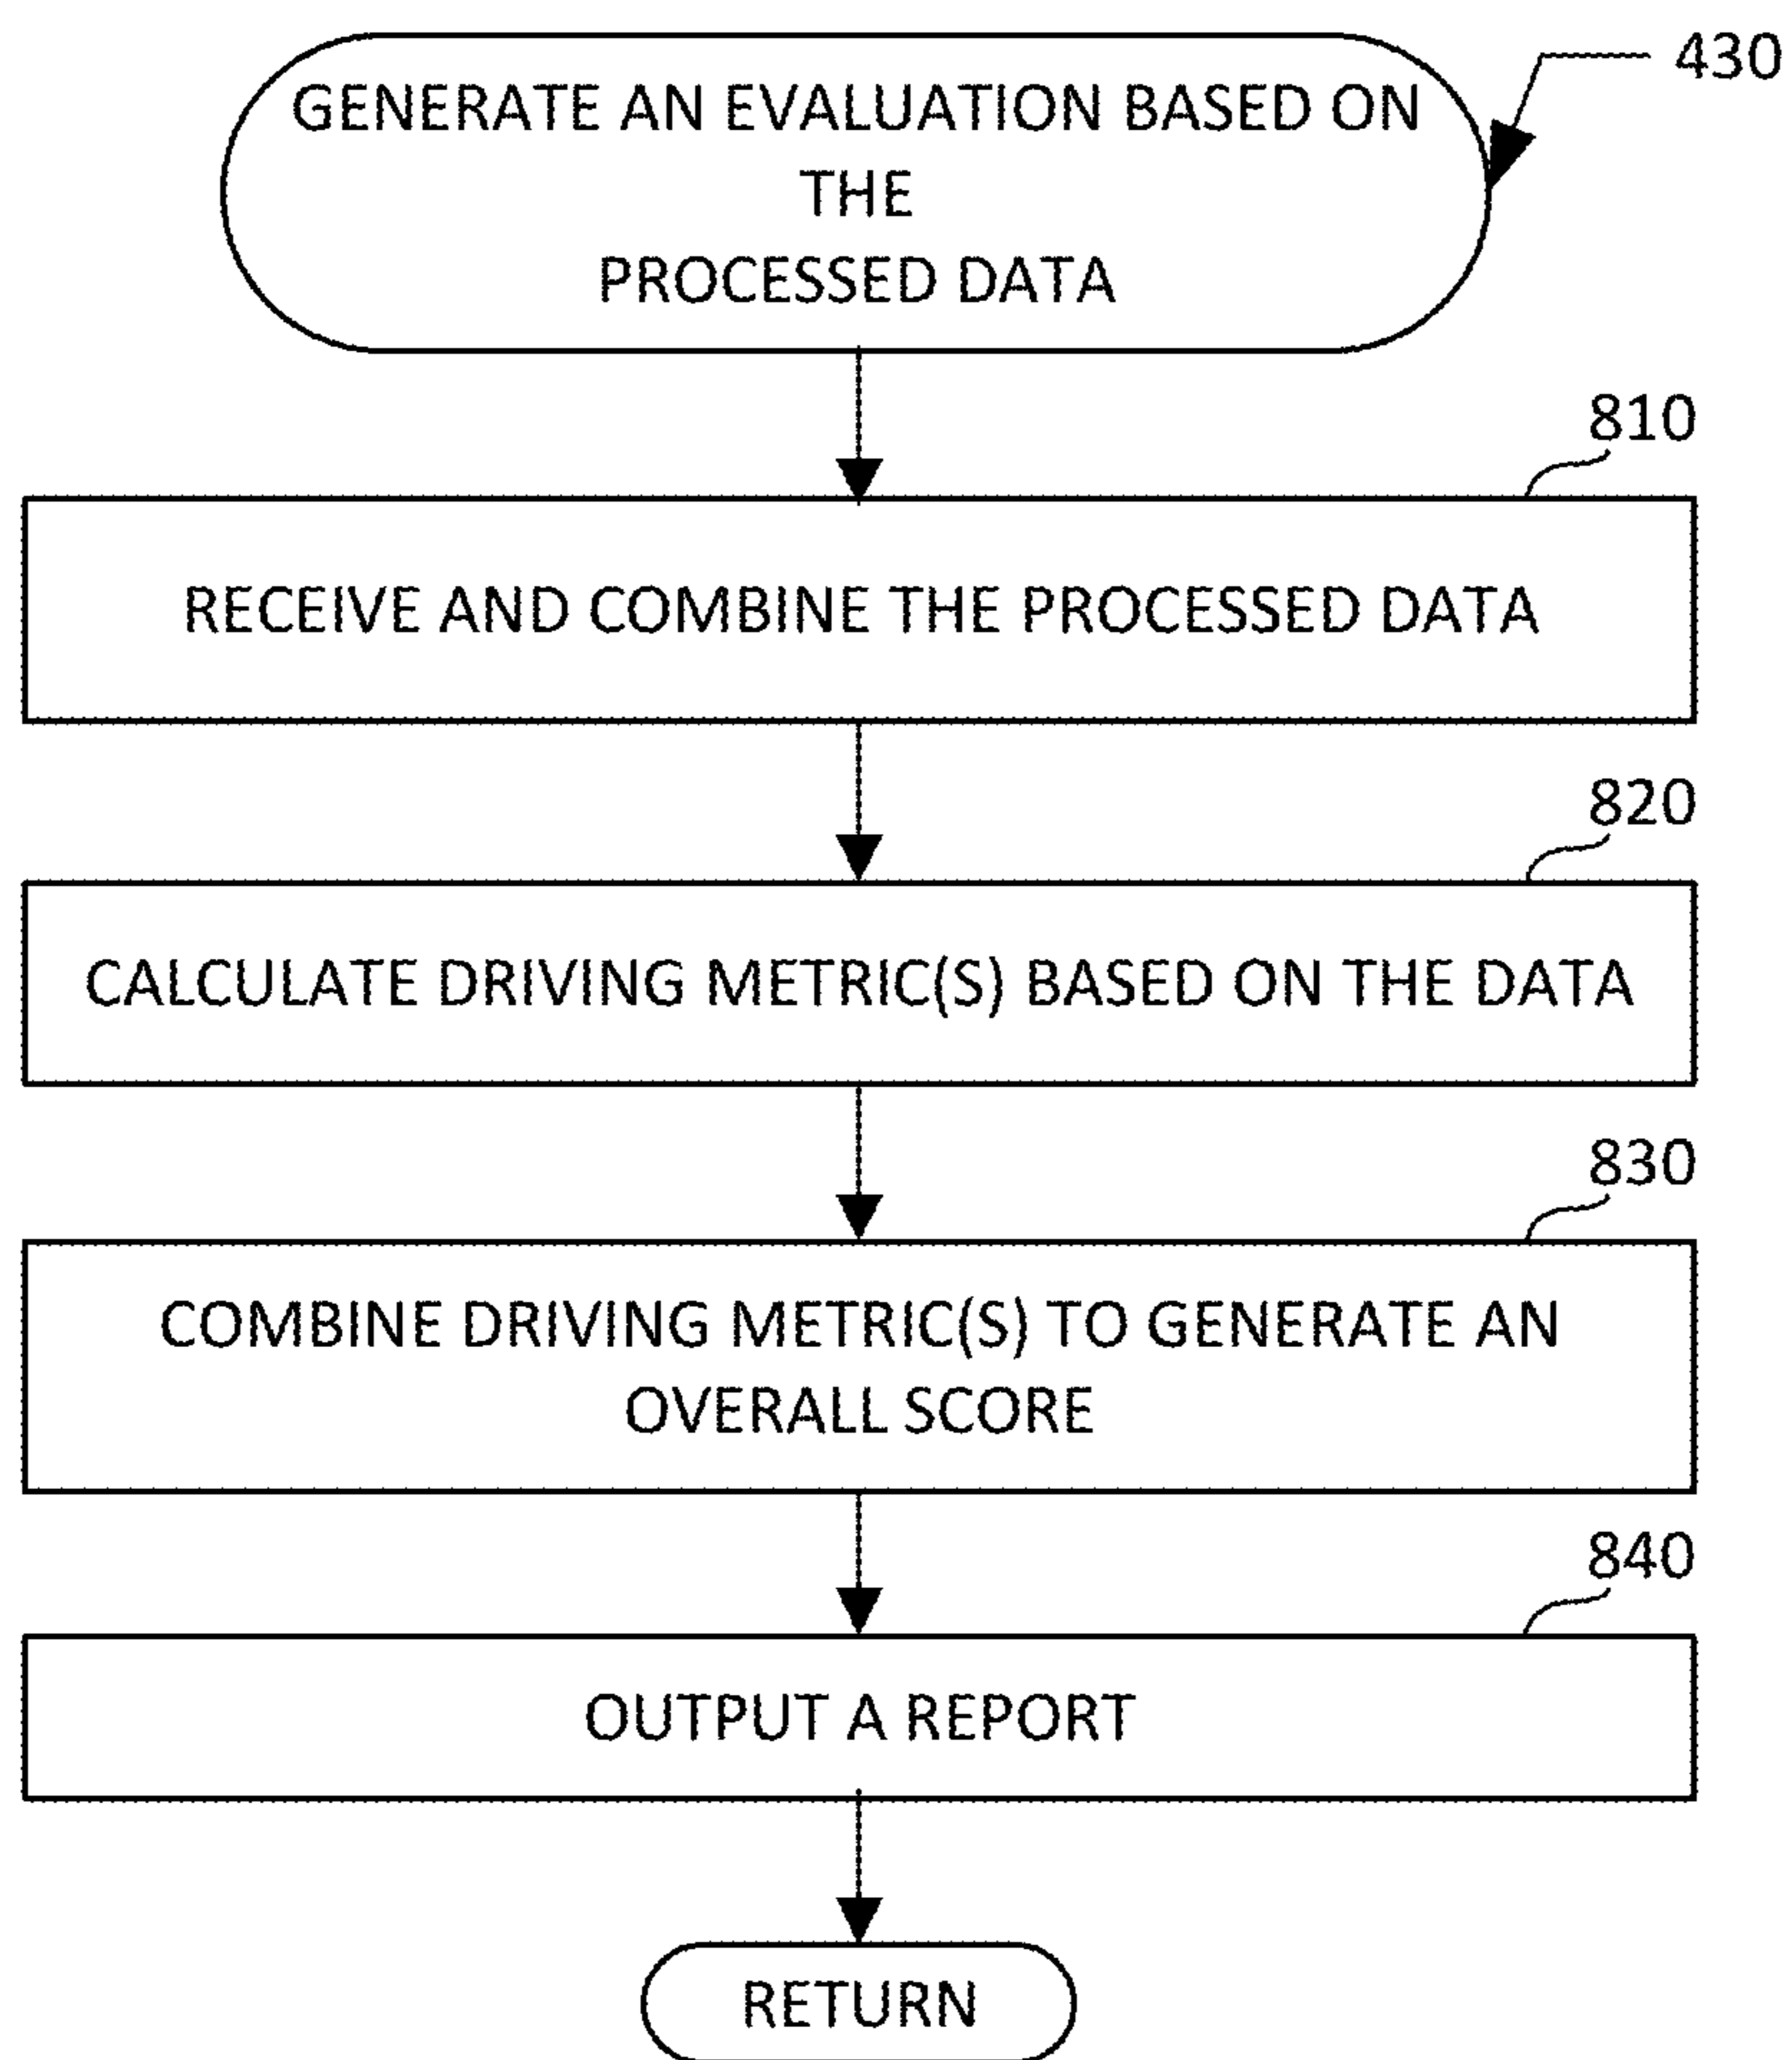 430
GENERATE AN EVALUATION BASED ON
THE
PROCESSED DATA
810
RECEIVE AND COMBINE THE PROCESSED DATA
820
CALCULATE DRIVING METRIC(S) BASED ON THE DATA
830
COMBINE DRIVING METRIC(S) TO GENERATE AN
OVERALL SCORE
840
OUTPUT A REPORT
RETURN